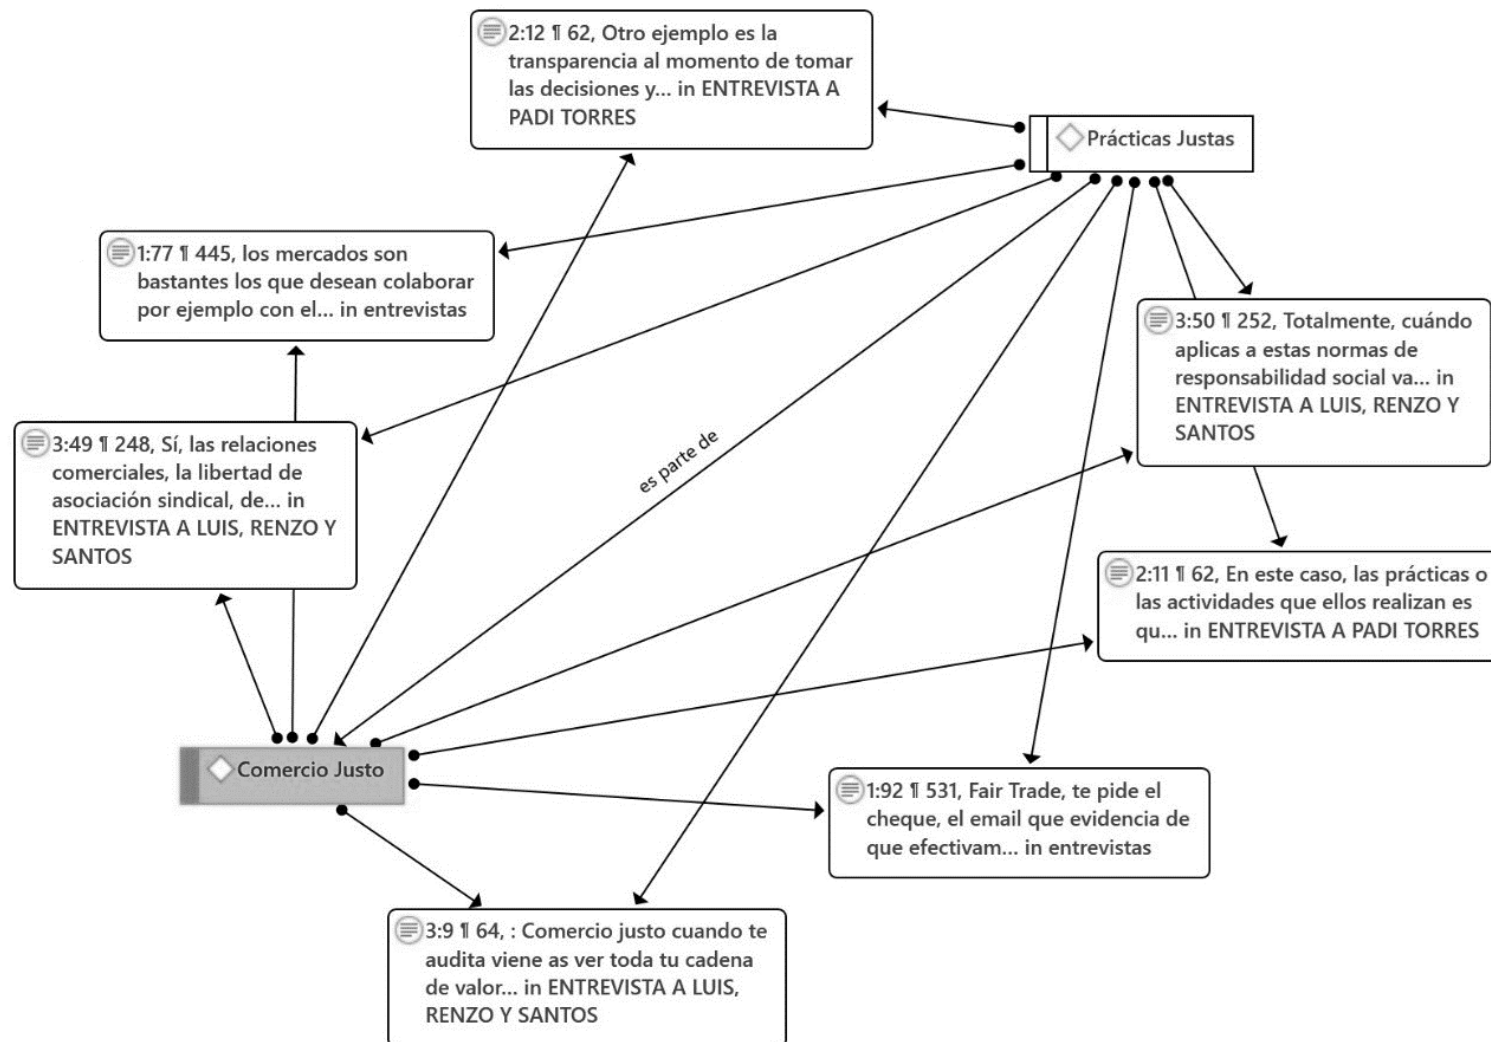 2:12 ¶ 62, Otro ejemplo es la
transparencia al momento de tomar
las decisiones y... in ENTREVISTA A
PADI TORRES
Prácticas Justas
1:77 ¶ 445, los mercados son
bastantes los que desean colaborar
por ejemplo con el... in entrevistas
3:50 ¶ 252, Totalmente, cuándo
aplicas a estas normas de
responsabilidad social va... in
ENTREVISTA A LUIS, RENZO Y
SANTOS
3:49 ¶ 248, Sí, las relaciones
comerciales, la libertad de
asociación sindical, de... in
ENTREVISTA A LUIS, RENZO Y
SANTOS
es parte de
2:11 ¶ 62, En este caso, las prácticas o
las actividades que ellos realizan es
qu... in ENTREVISTA A PADI TORRES
Comercio Justo
1:92 ¶ 531, Fair Trade, te pide el
cheque, el email que evidencia de
que efectivam... in entrevistas
3:9 ¶ 64, : Comercio justo cuando te
audita viene as ver toda tu cadena
de valor... in ENTREVISTA A LUIS,
RENZO Y SANTOS